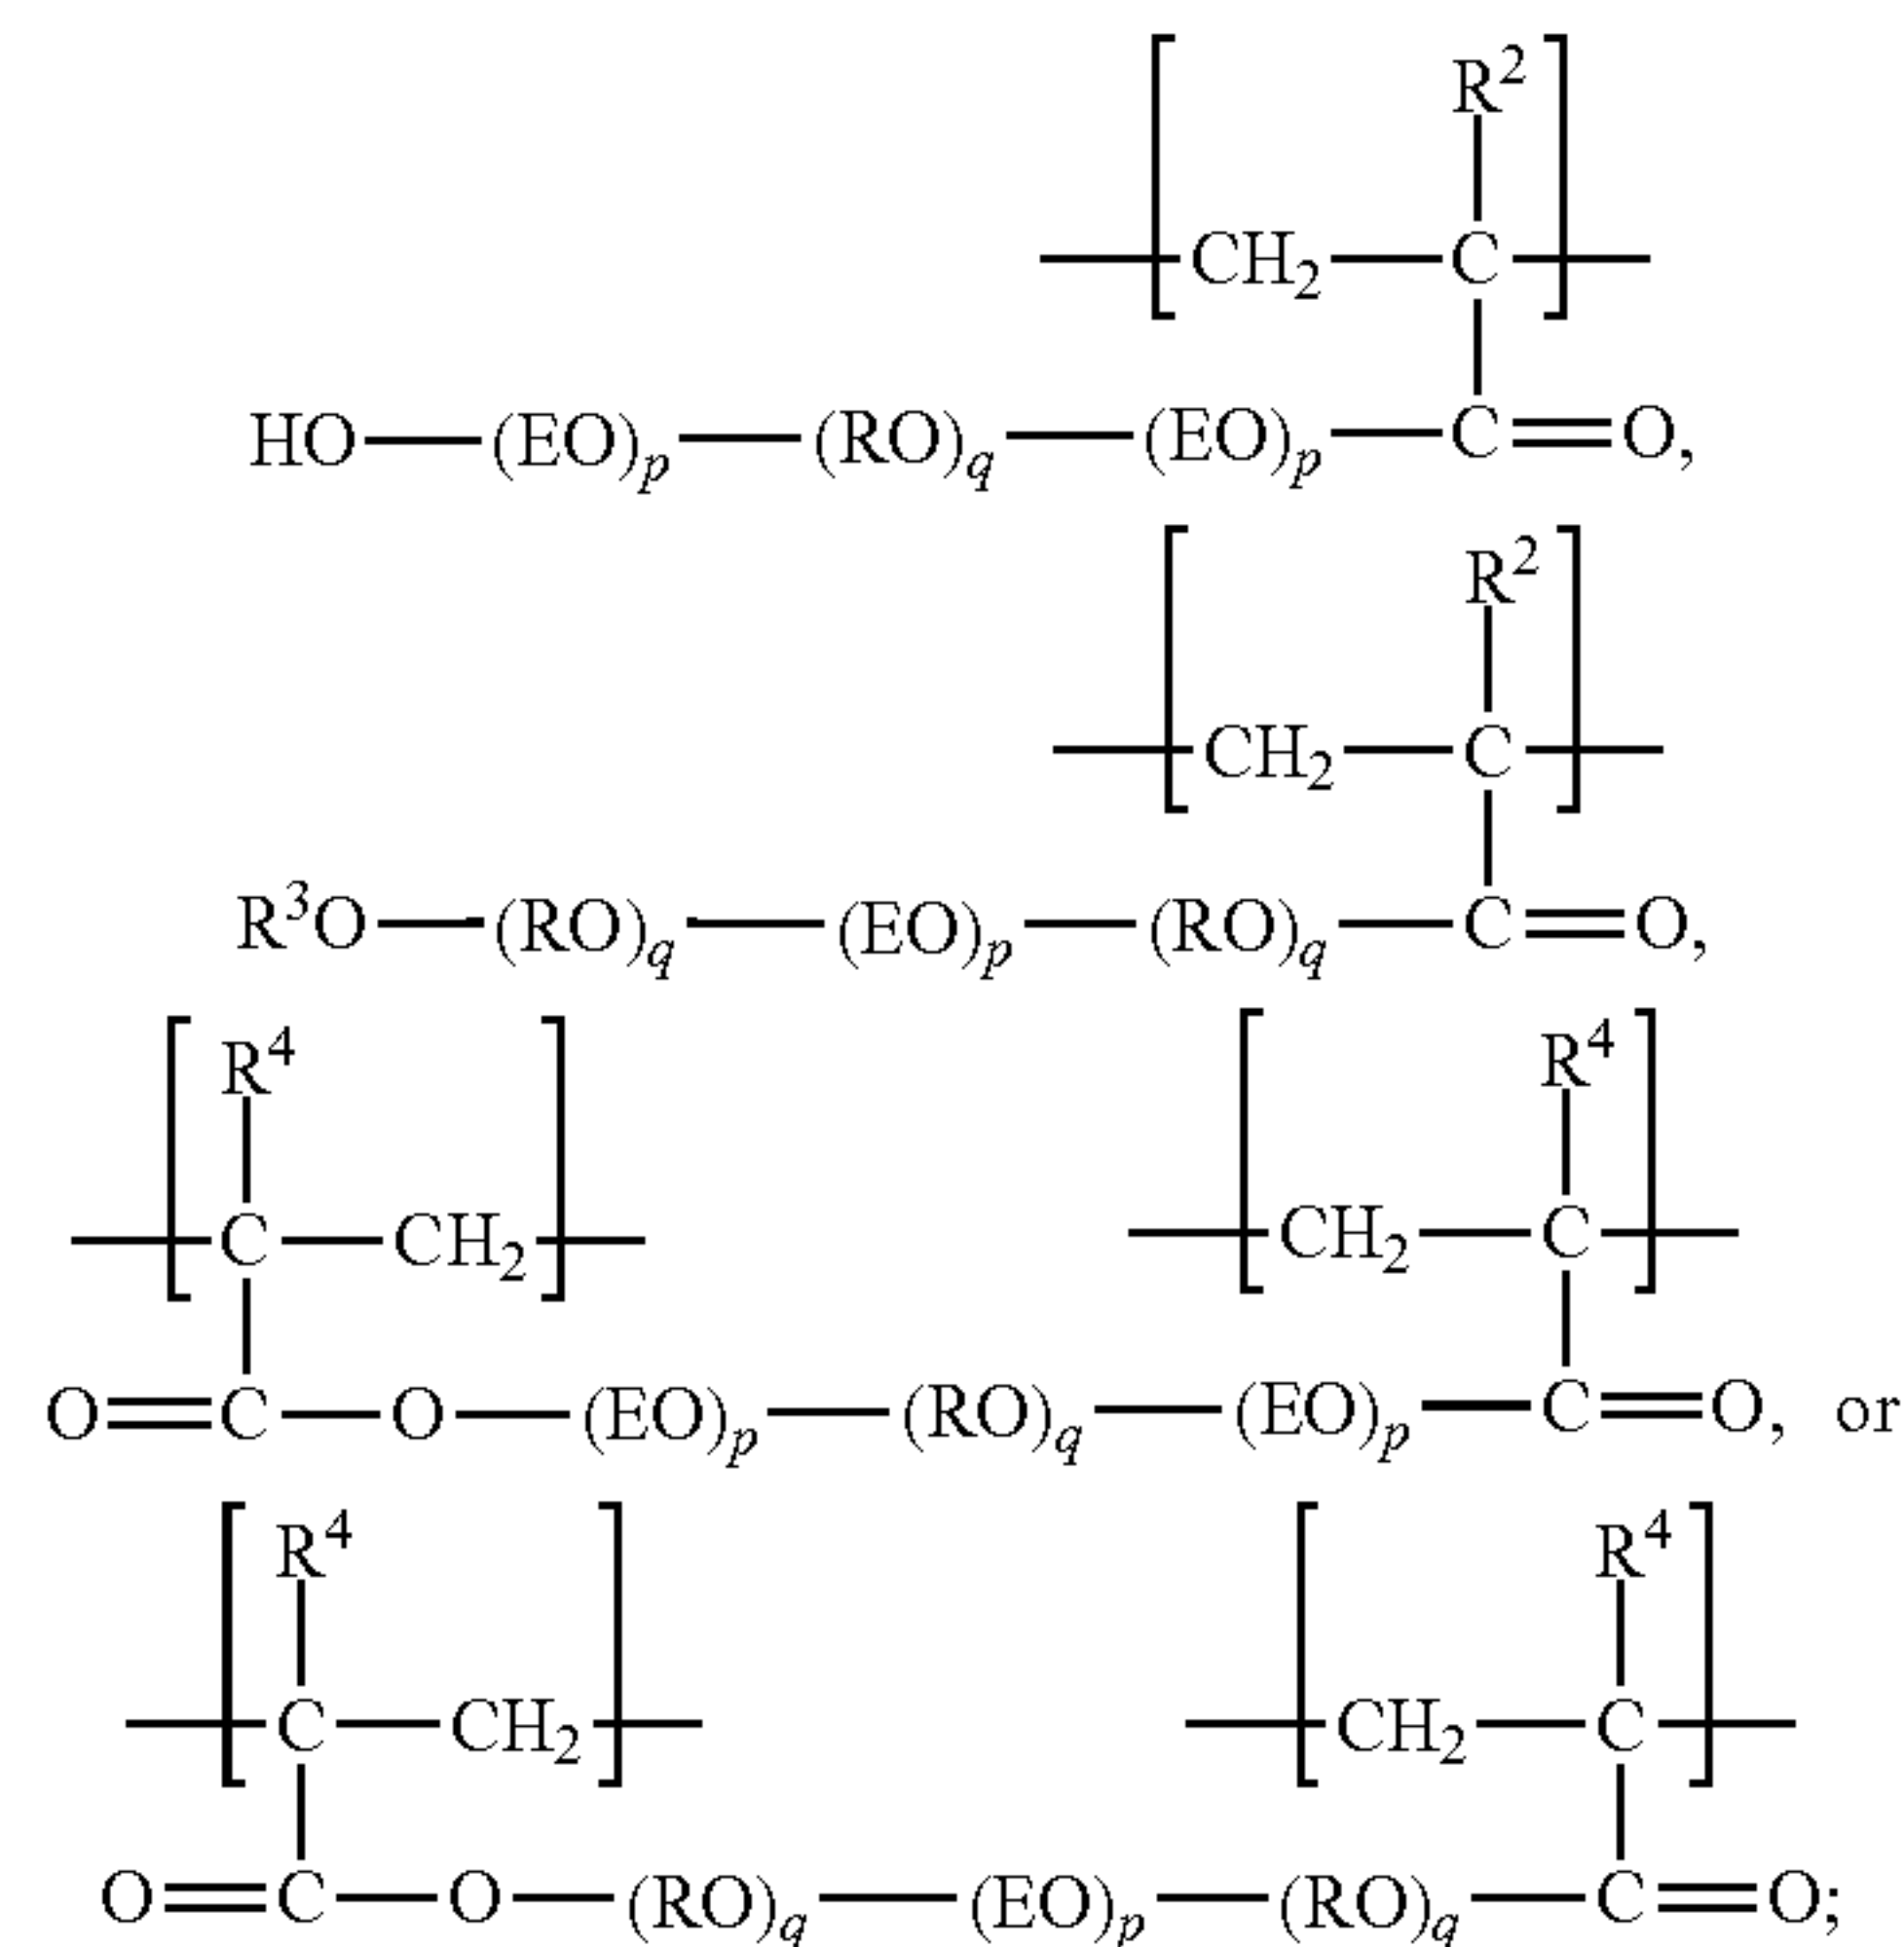 R²
CH₂ C
HO (EO)p (RO)q (EO)p C O,
R²
CH₂ C
R³O (RO)q (EO)p (RO)q C O,
R⁴ R⁴
C CH₂ CH₂ C
O C O (EO)p (RO)q (EO)p C O, or
R⁴ R⁴
C CH₂ CH₂ C
O C O (RO)q (EO)p (RO)q C O;